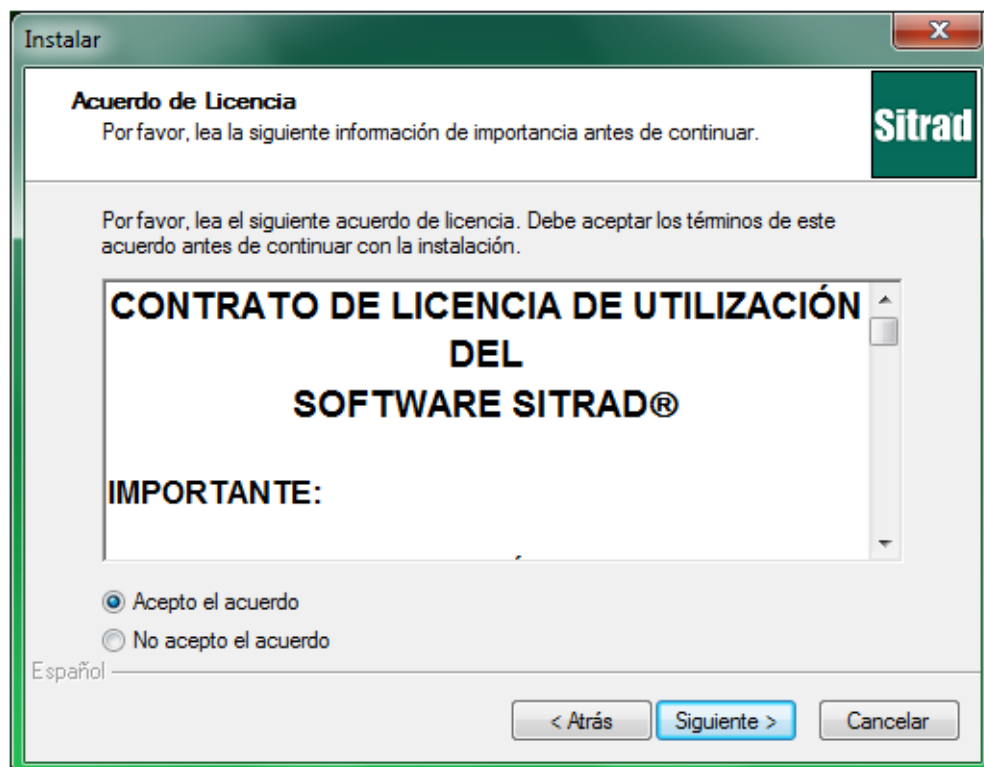 Instalar
Acuerdo de Licencia
Por favor, lea la siguiente información de importancia antes de continuar.
Sitrad
Por favor, lea el siguiente acuerdo de licencia. Debe aceptar los términos de este
acuerdo antes de continuar con la instalación.
CONTRATO DE LICENCIA DE UTILIZACIÓN
DEL
SOFTWARE SITRAD®
IMPORTANTE:
Acepto el acuerdo
No acepto el acuerdo
Español
< Atrás
Siguiente >
Cancelar